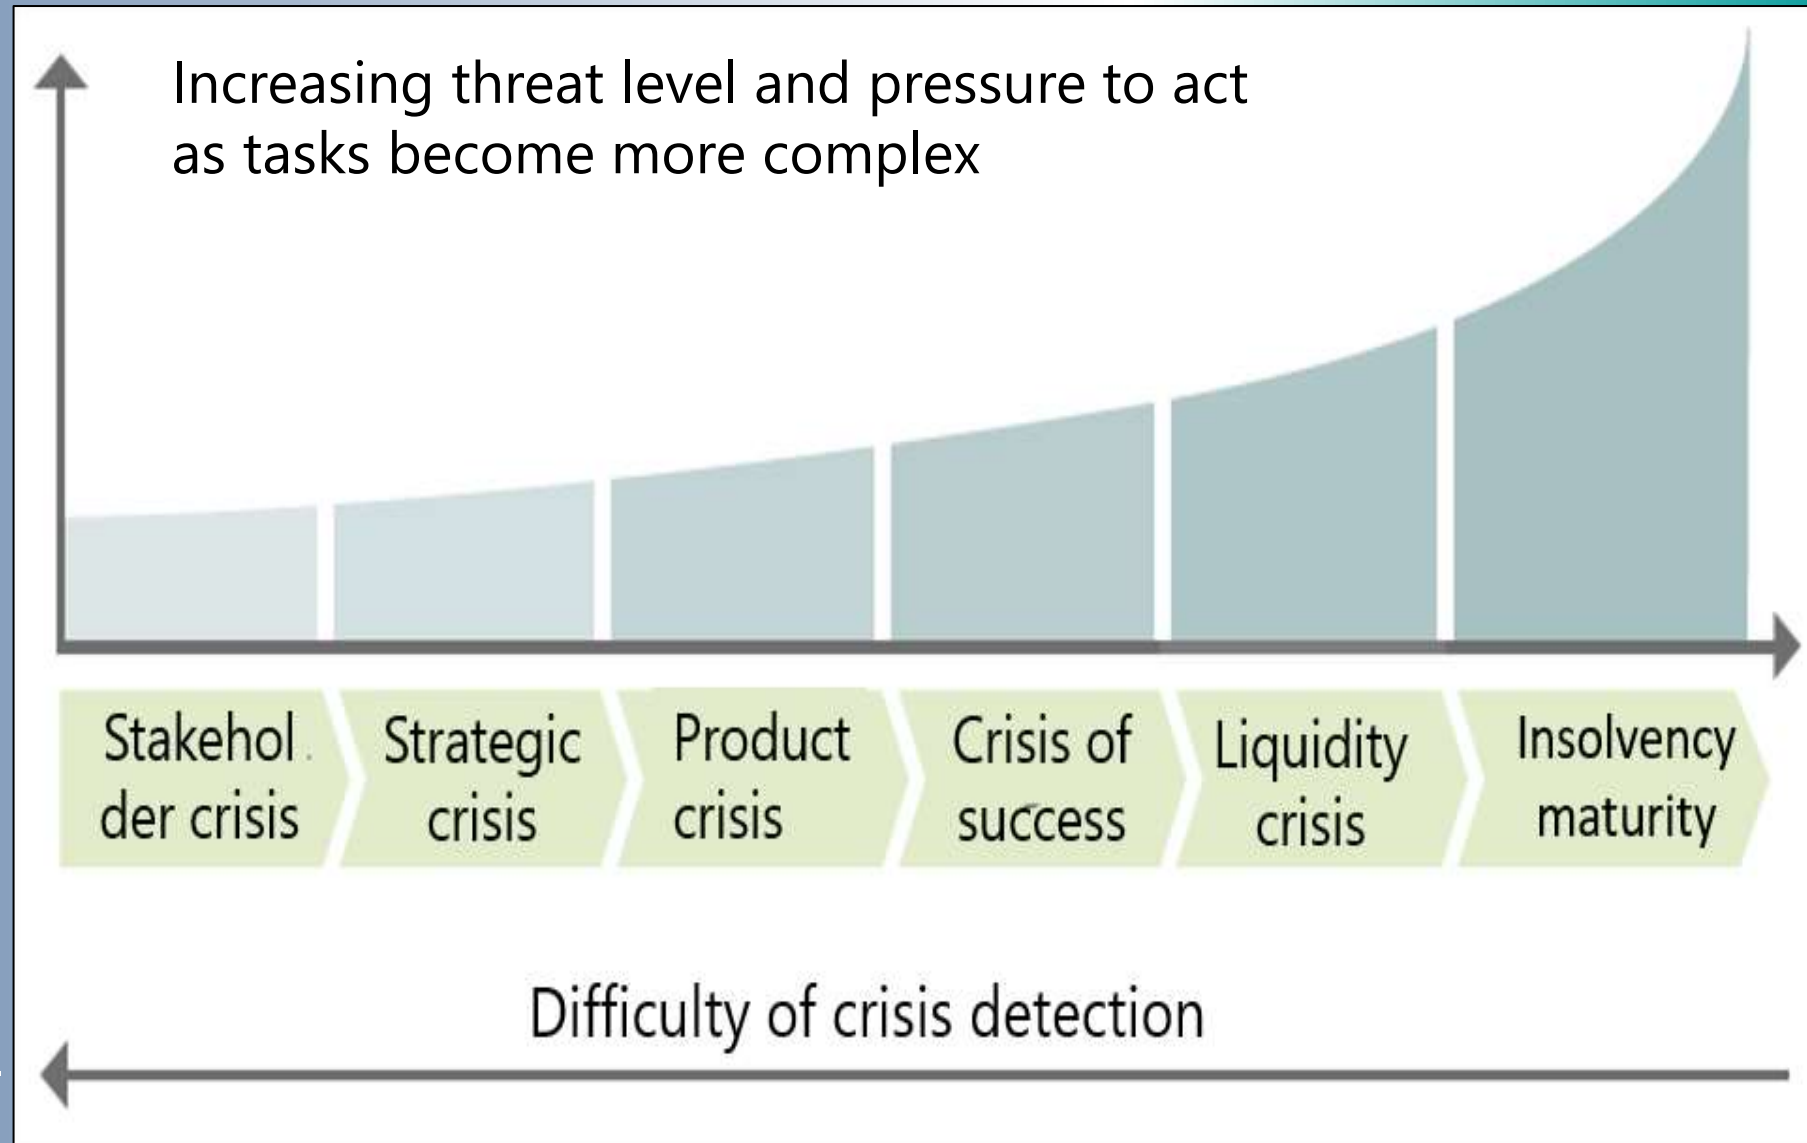 Increasing threat level and pressure to act
as tasks become more complex
Stakehol
der crisis
Strategic
crisis
Product
crisis
Crisis of
success
Liquidity
crisis
Insolvency
maturity
Difficulty of crisis detection